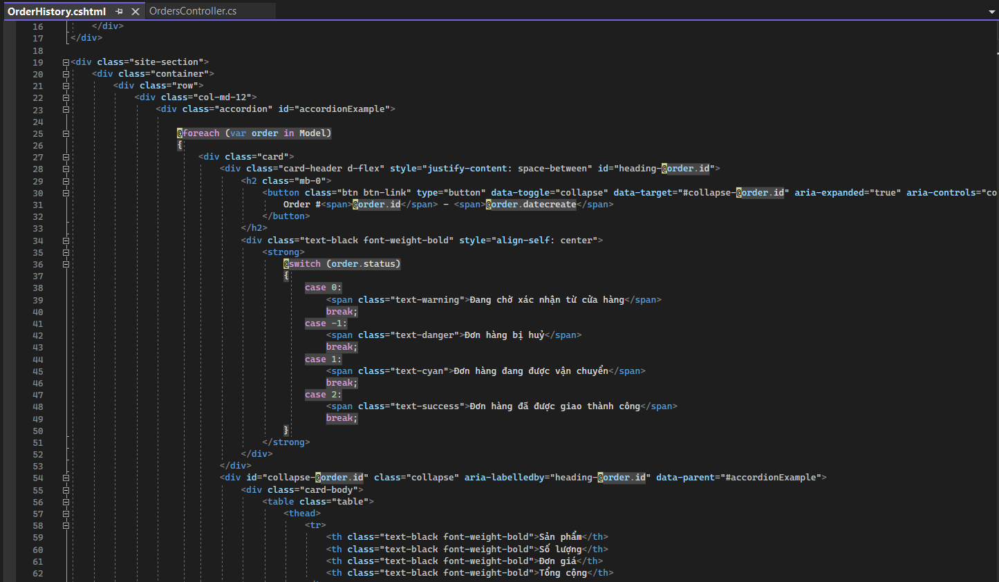 OrderHistory.cshtml OrdersController.cs
16 </div>
17 </div>
18
19 <div class="site-section">
20 <div class="container">
21 <div class="row">
22 <div class="col-md-12">
23 <div class="accordion" id="accordionExample">
24
25 @foreach (var order in Model)
26 {
27 <div class="card">
28 <div class="card-header d-flex" style="justify-content: space-between" id="heading-@order.id">
29 <h2 class="mb-0">
30 <button class="btn btn-link" type="button" data-toggle="collapse" data-target="#collapse-@order.id" aria-expanded="true" aria-controls="co
31 Order #<span>@order.id</span> - <span>@order.datecreate</span>
32 </button>
33 </h2>
34 <div class="text-black font-weight-bold" style="align-self: center">
35 <strong>
36 @switch (order.status)
37 {
38 case 0:
39 <span class="text-warning">Đang chờ xác nhận từ cửa hàng</span>
40 break;
41 case -1:
42 <span class="text-danger">Đơn hàng bị huỷ</span>
43 break;
44 case 1:
45 <span class="text-cyan">Đơn hàng đang được vận chuyển</span>
46 break;
47 case 2:
48 <span class="text-success">Đơn hàng đã được giao thành công</span>
49 break;
50 }
51 </strong>
52 </div>
53 </div>
54 <div id="collapse-@order.id" class="collapse" aria-labelledby="heading-@order.id" data-parent="#accordionExample">
55 <div class="card-body">
56 <table class="table">
57 <thead>
58 <tr>
59 <th class="text-black font-weight-bold">Sản phẩm</th>
60 <th class="text-black font-weight-bold">Số lượng</th>
61 <th class="text-black font-weight-bold">Đơn giá</th>
62 <th class="text-black font-weight-bold">Tổng cộng</th>